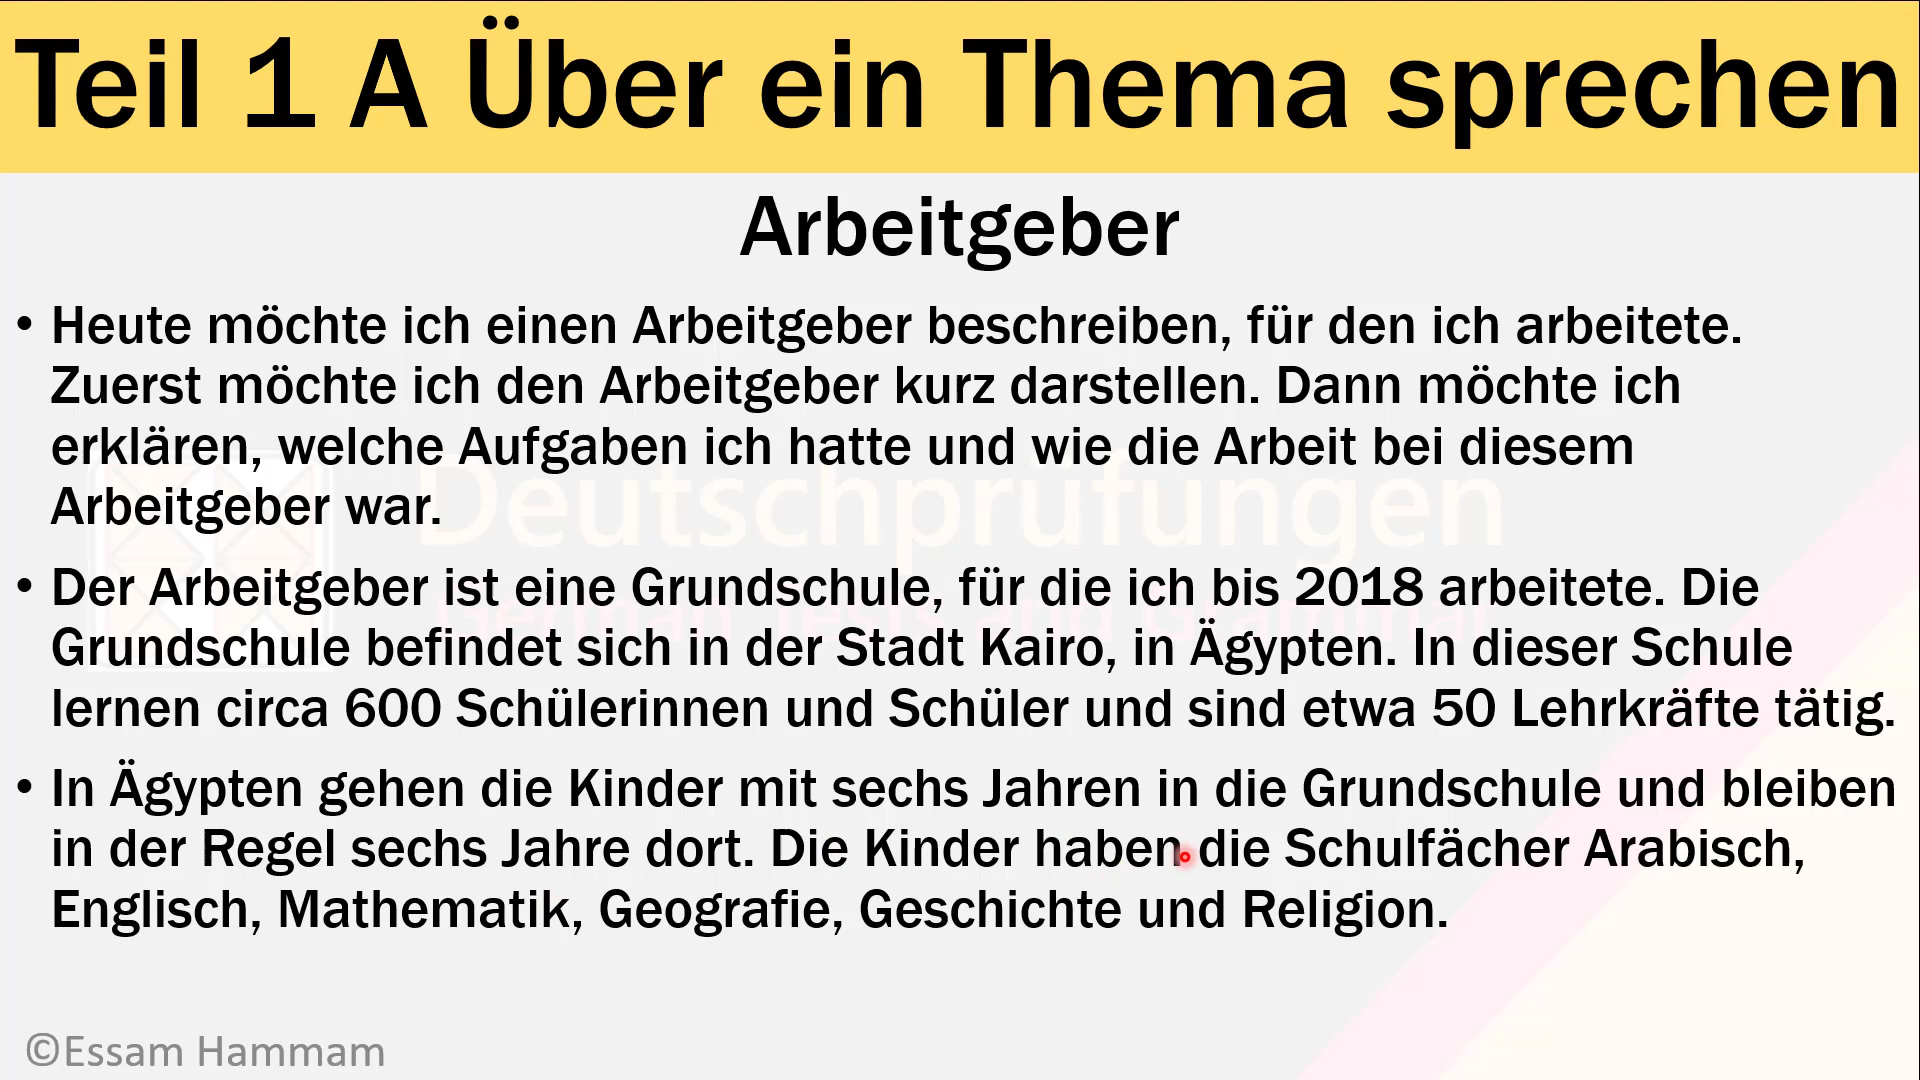 Teil 1 A Über ein Thema sprechen
Arbeitgeber
• Heute möchte ich einen Arbeitgeber beschreiben, für den ich arbeitete.
Zuerst möchte ich den Arbeitgeber kurz darstellen. Dann möchte ich
erklären, welche Aufgaben ich hatte und wie die Arbeit bei diesem
Arbeitgeber war.
• Der Arbeitgeber ist eine Grundschule, für die ich bis 2018 arbeitete. Die
Grundschule befindet sich in der Stadt Kairo, in Ägypten. In dieser Schule
lernen circa 600 Schülerinnen und Schüler und sind etwa 50 Lehrkräfte tätig.
• In Ägypten gehen die Kinder mit sechs Jahren in die Grundschule und bleiben
in der Regel sechs Jahre dort. Die Kinder haben die Schulfächer Arabisch,
Englisch, Mathematik, Geografie, Geschichte und Religion.
Deutschprüfungen
German Tests and Grammar
©Essam Hammam